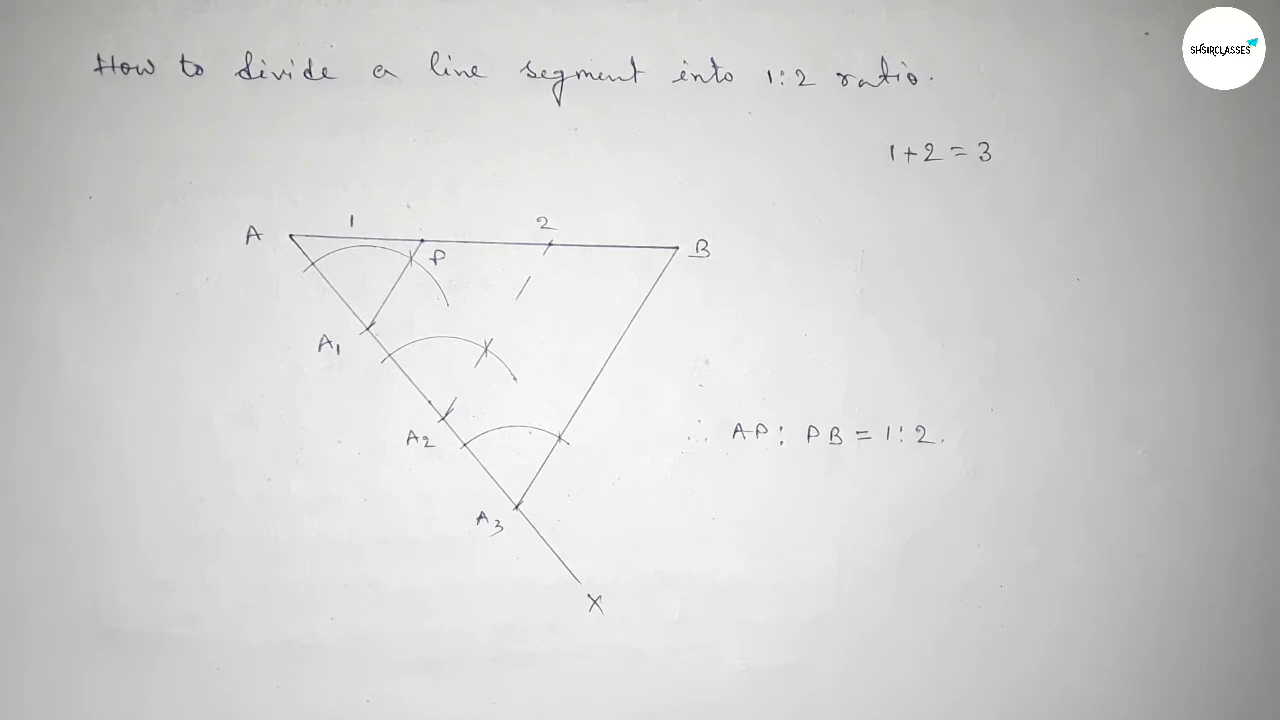 How to divide a line segment into 1:2 ratio.
SHSIRCLASSES
1+2=3
1
2
A
P
B
A1
A2
∴ AP: PB = 1:2.
A3
X